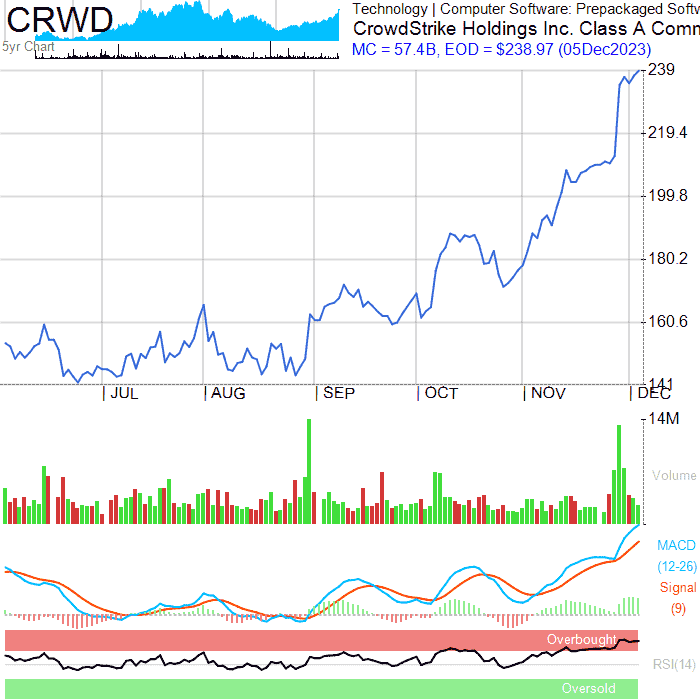 CRWD
5yr Chart
Technology | Computer Software: Prepackaged Softw
CrowdStrike Holdings Inc. Class A Comm
MC = 57.4B, EOD = $238.97 (05Dec2023)
239
219.4
199.8
180.2
160.6
141
JUL AUG SEP OCT NOV DEC
14M
Volume
MACD
(12-26)
Signal
(9)
Overbought
RSI(14)
Oversold